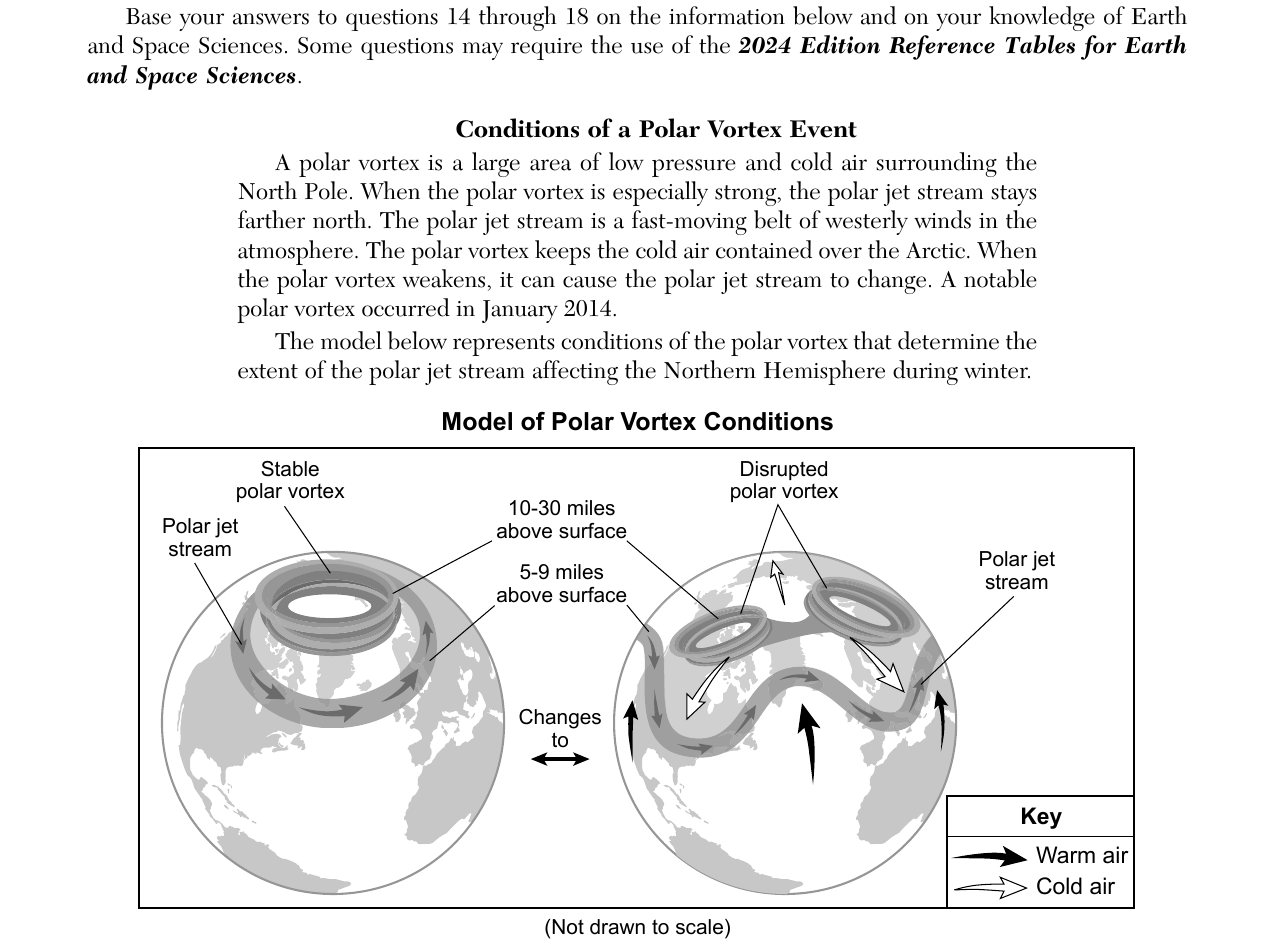 Base your answers to questions 14 through 18 on the information below and on your knowledge of Earth
and Space Sciences. Some questions may require the use of the 2024 Edition Reference Tables for Earth
and Space Sciences.
Conditions of a Polar Vortex Event
A polar vortex is a large area of low pressure and cold air surrounding the
North Pole. When the polar vortex is especially strong, the polar jet stream stays
farther north. The polar jet stream is a fast-moving belt of westerly winds in the
atmosphere. The polar vortex keeps the cold air contained over the Arctic. When
the polar vortex weakens, it can cause the polar jet stream to change. A notable
polar vortex occurred in January 2014.
The model below represents conditions of the polar vortex that determine the
extent of the polar jet stream affecting the Northern Hemisphere during winter.
Model of Polar Vortex Conditions
Stable
polar vortex
Polar jet
stream
10-30 miles
above surface
5-9 miles
above surface
Disrupted
polar vortex
Polar jet
stream
Changes
to
Key
Warm air
Cold air
(Not drawn to scale)